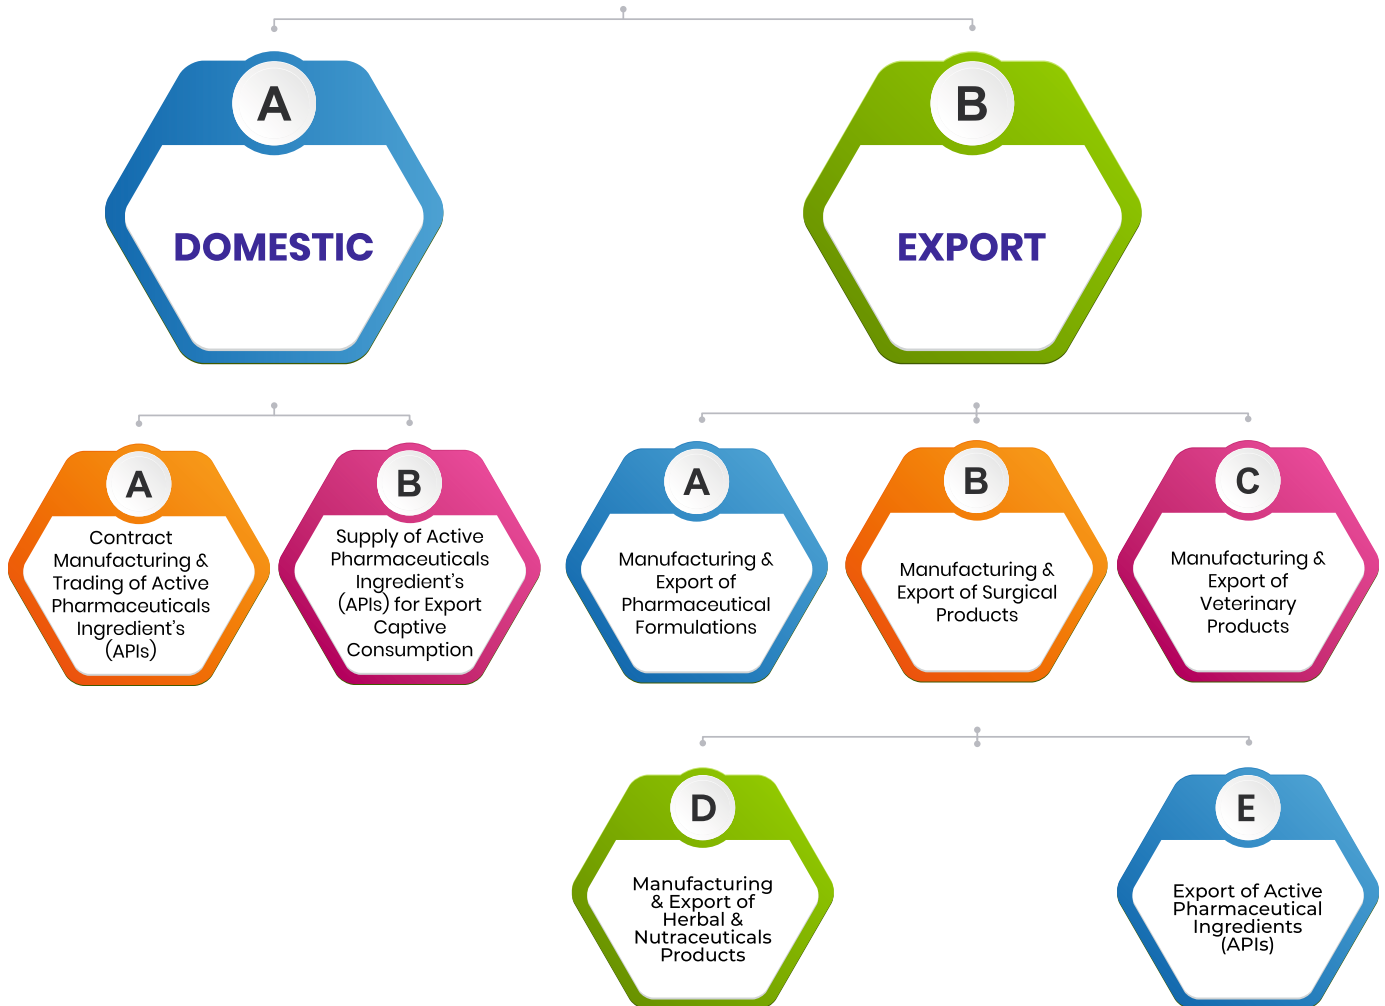 A
DOMESTIC
B
EXPORT
A
Contract
Manufacturing &
Trading of Active
Pharmaceuticals
Ingredient's
(APIs)
B
Supply of Active
Pharmaceuticals
Ingredient's
(APIs) for Export
Captive
Consumption
A
Manufacturing &
Export of
Pharmaceutical
Formulations
B
Manufacturing &
Export of Surgical
Products
C
Manufacturing &
Export of
Veterinary
Products
D
Manufacturing
& Export of
Herbal &
Nutraceuticals
Products
E
Export of Active
Pharmaceutical
Ingredients
(APIs)